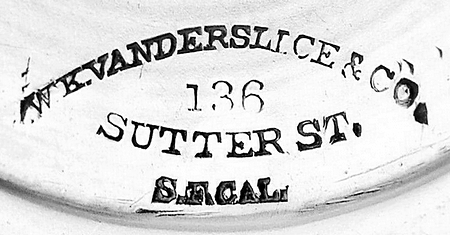 W.K.VANDERSLICE & CO.
136
SUTTER ST.
S.F.CAL.